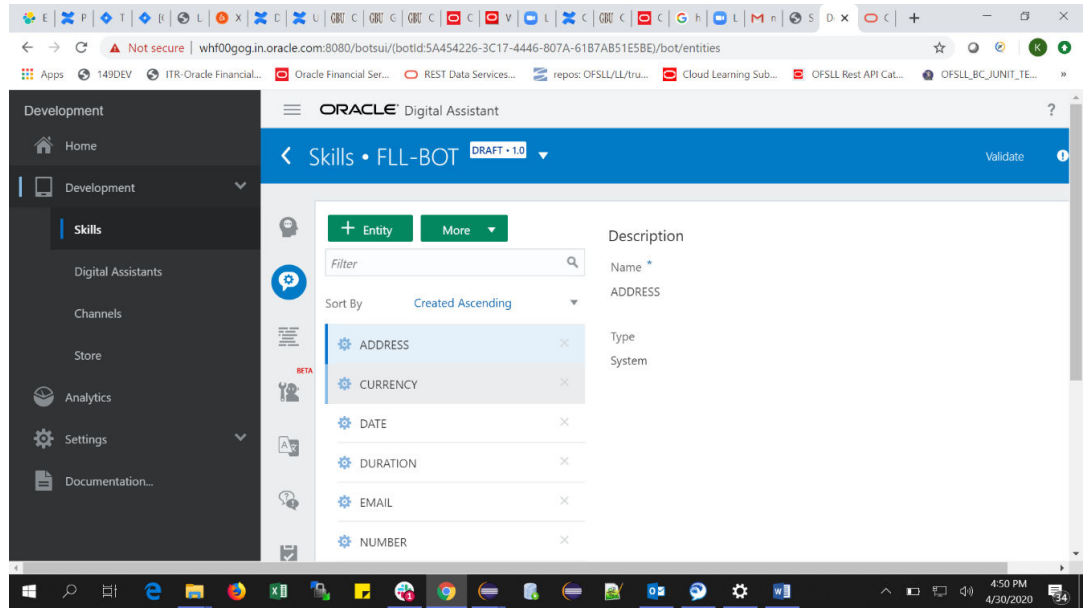 E P T L X C U GBU C GBU C GBU C C V L C GBU C C G h L M n S D O C
Not secure whf00gog.in.oracle.com:8080/botsui/(botId:5A454226-3C17-4446-807A-61B7AB51E5BE)/bot/entities K
Apps 149DEV ITR-Oracle Financial... Oracle Financial Ser... REST Data Services... repos: OFSLL/LL/tru... Cloud Learning Sub... OFSLL Rest API Cat... OFSLL_BC_JUNIT_TE... »
Development
ORACLE Digital Assistant ?
Home
Skills • FLL-BOT DRAFT • 1.0 Validate
Development
Skills
+ Entity More
Description
Filter
Name *
Digital Assistants
ADDRESS
Sort By Created Ascending
Channels
Type
ADDRESS
Store
System
BETA
CURRENCY
Analytics
DATE
Settings
DURATION
Documentation...
EMAIL
NUMBER
4:50 PM
4/30/2020
34